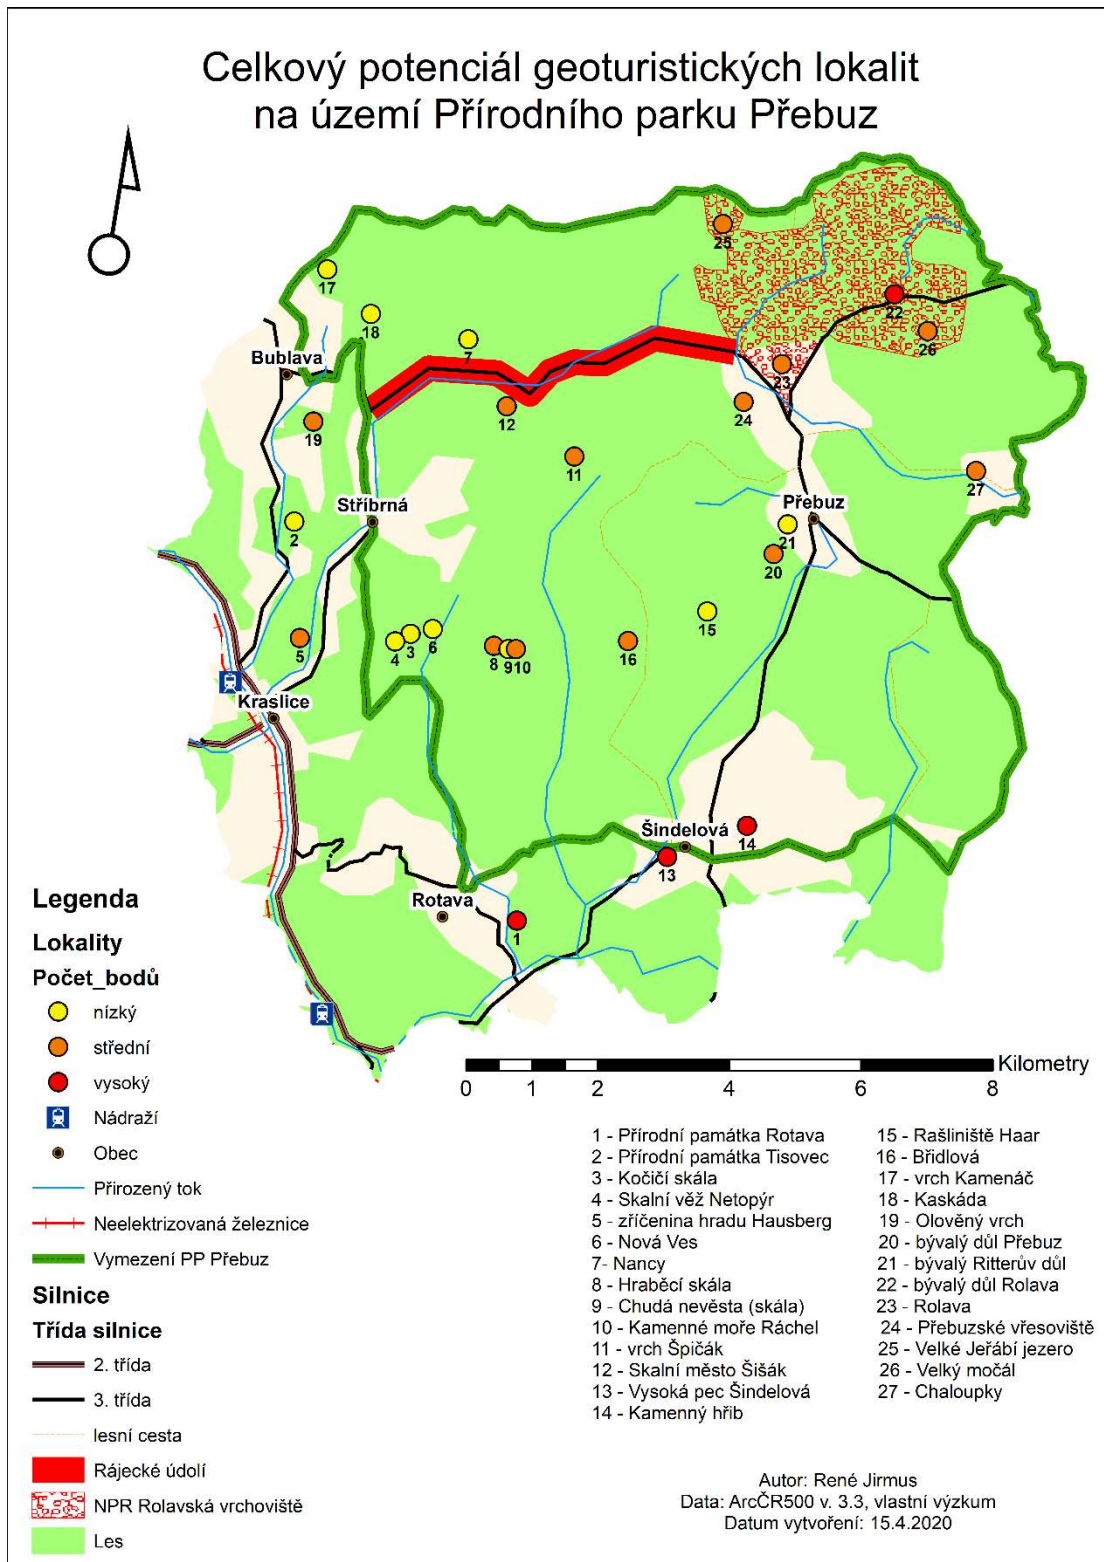 Celkový potenciál geoturistických lokalit
na území Přírodního parku Přebuz
25
17
22
18
26
7
Bublava
23
24
12
19
11
27
Stříbrná
Přebuz
2
21
20
15
6
3
4
5
8
9
10
16
Kraslice
Šindelová
14
13
Rotava
1
Legenda
Lokality
Počet_bodů
nízký
střední
vysoký
Nádraží
Obec
Přirozený tok
Neelektrizovaná železnice
Vymezení PP Přebuz
Silnice
Třída silnice
2. třída
3. třída
lesní cesta
Rájecké údolí
NPR Rolavská vrchoviště
Les
Kilometry
0 1 2 4 6 8
1 - Přírodní památka Rotava
2 - Přírodní památka Tisovec
3 - Kočičí skála
4 - Skalní věž Netopýr
5 - zřícenina hradu Hausberg
6 - Nová Ves
7- Nancy
8 - Hraběcí skála
9 - Chudá nevěsta (skála)
10 - Kamenné moře Ráchel
11 - vrch Špičák
12 - Skalní město Šišák
13 - Vysoká pec Šindelová
14 - Kamenný hřib
15 - Rašliniště Haar
16 - Břidlová
17 - vrch Kamenáč
18 - Kaskáda
19 - Olověný vrch
20 - bývalý důl Přebuz
21 - bývalý Ritterův důl
22 - bývalý důl Rolava
23 - Rolava
24 - Přebuzské vřesoviště
25 - Velké Jeřábí jezero
26 - Velký močál
27 - Chaloupky
Autor: René Jirmus
Data: ArcČR500 v. 3.3, vlastní výzkum
Datum vytvoření: 15.4.2020